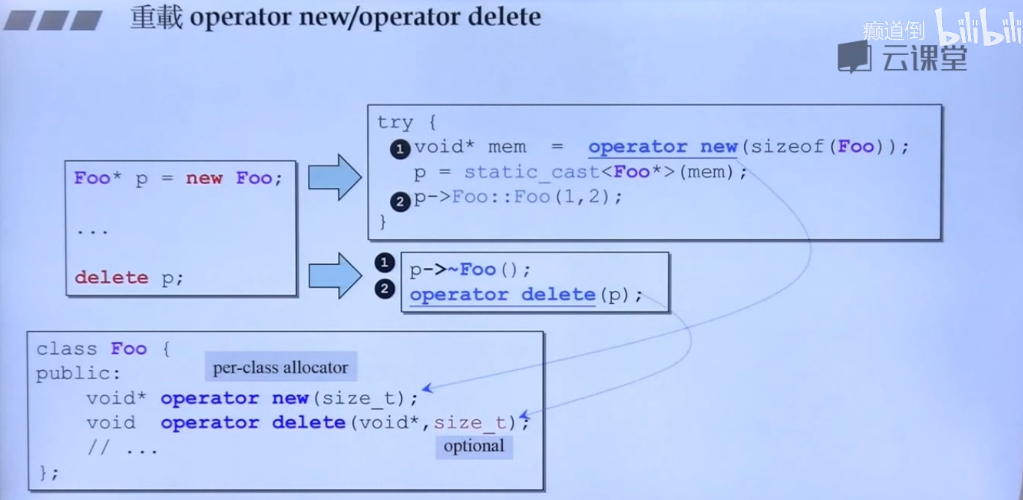 重載 operator new/operator delete
癫道倒 bilibili
云课堂
try {
❶void* mem = operator new(sizeof(Foo));
p = static_cast<Foo*>(mem);
❷p->Foo::Foo(1,2);
}
Foo* p = new Foo;
...
delete p;
❶ p->~Foo();
❷ operator delete(p);
class Foo {
public:
per-class allocator
void* operator new(size_t);
void operator delete(void*,size_t);
optional
// ...
};